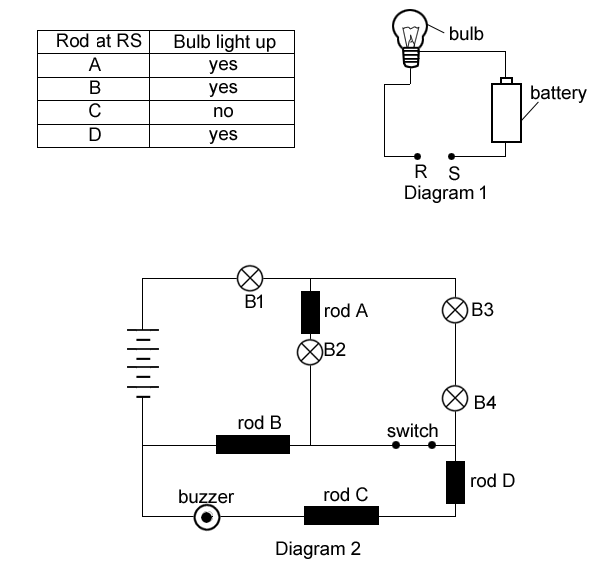 Rod at RS Bulb light up
A yes
B yes
C no
D yes
bulb
battery
R S
Diagram 1
B1
rod A
B3
B2
B4
rod B
switch
rod D
buzzer
rod C
Diagram 2